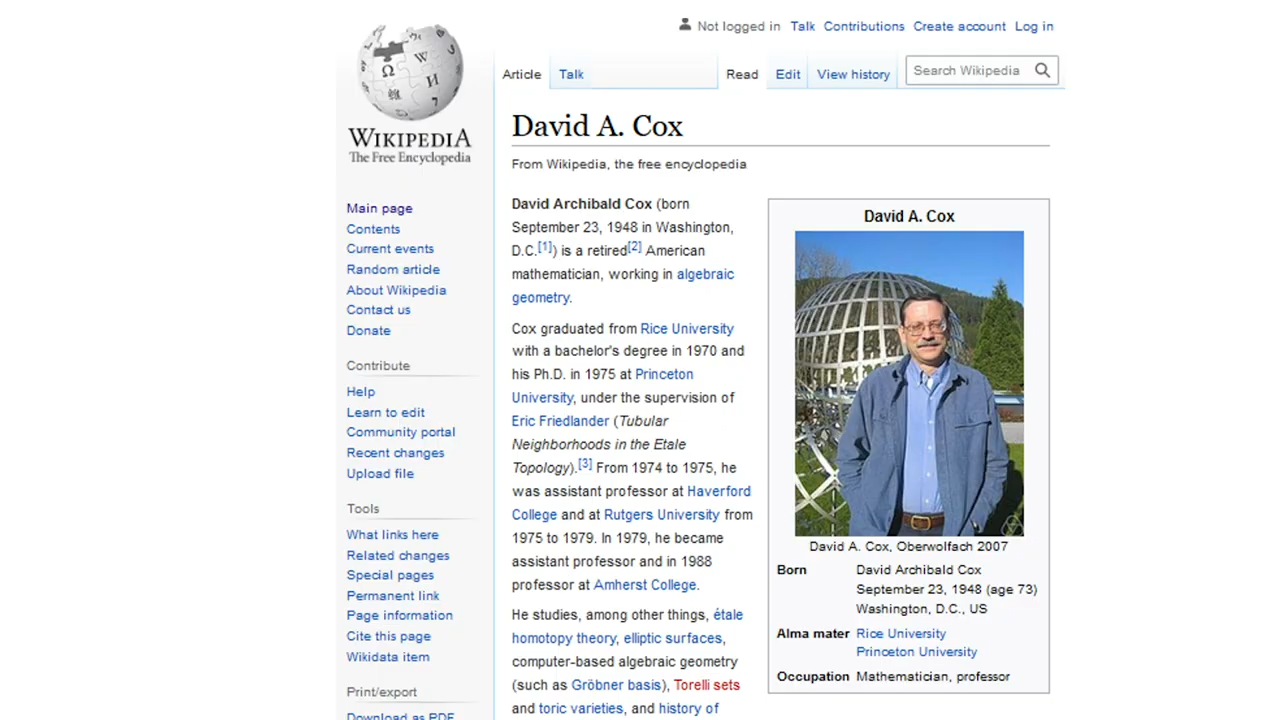 Not logged in Talk Contributions Create account Log in
Article Talk Read Edit View history Search Wikipedia
WIKIPEDIA
The Free Encyclopedia
Main page
Contents
Current events
Random article
About Wikipedia
Contact us
Donate
Contribute
Help
Learn to edit
Community portal
Recent changes
Upload file
Tools
What links here
Related changes
Special pages
Permanent link
Page information
Cite this page
Wikidata item
Print/export
Download as PDF
David A. Cox
From Wikipedia, the free encyclopedia
David Archibald Cox (born
September 23, 1948 in Washington,
D.C.[1]) is a retired[2] American
mathematician, working in algebraic
geometry.
Cox graduated from Rice University
with a bachelor's degree in 1970 and
his Ph.D. in 1975 at Princeton
University, under the supervision of
Eric Friedlander (Tubular
Neighborhoods in the Etale
Topology).[3] From 1974 to 1975, he
was assistant professor at Haverford
College and at Rutgers University from
1975 to 1979. In 1979, he became
assistant professor and in 1988
professor at Amherst College.
He studies, among other things, étale
homotopy theory, elliptic surfaces,
computer-based algebraic geometry
(such as Gröbner basis), Torelli sets
and toric varieties, and history of
David A. Cox
David A. Cox, Oberwolfach 2007
Born David Archibald Cox
September 23, 1948 (age 73)
Washington, D.C., US
Alma mater Rice University
Princeton University
Occupation Mathematician, professor